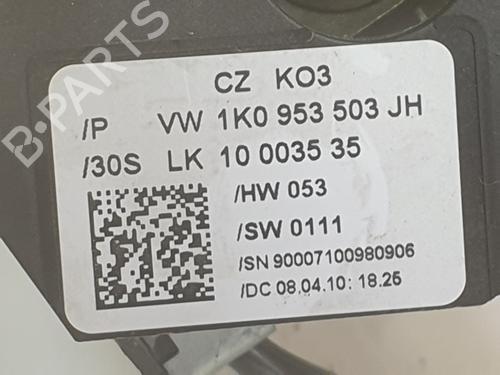 CZ KO3
/P VW 1K0 953 503 JH
/30S LK 10 0035 35
/HW 053
/SW 0111
/SN 90007100980906
/DC 08.04.10: 18.25
B-PARTS